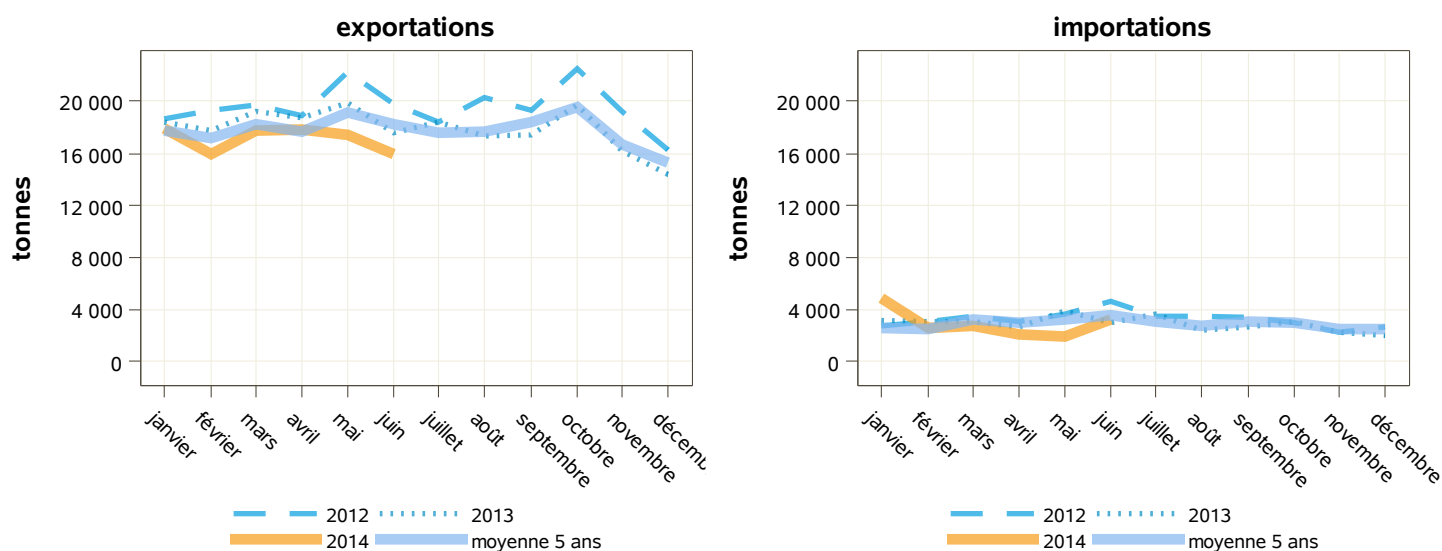 exportations
tonnes
20 000
16 000
12 000
8 000
4 000
0
janvier
février
mars
avril
mai
juin
juillet
août
septembre
octobre
novembre
décemb
2012
2013
2014
moyenne 5 ans
importations
tonnes
20 000
16 000
12 000
8 000
4 000
0
janvier
février
mars
avril
mai
juin
juillet
août
septembre
octobre
novembre
décembre
2012
2013
2014
moyenne 5 ans